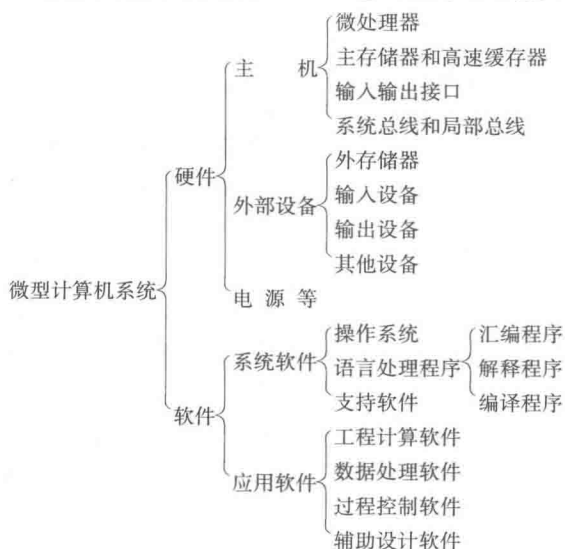 微处理器
主存储器和高速缓存器
主 机
输入输出接口
系统总线和局部总线
外存储器
硬件
输入设备
外部设备
输出设备
其他设备
微型计算机系统
电 源 等
操作系统 汇编程序
系统软件 语言处理程序 解释程序
支持软件 编译程序
软件
工程计算软件
数据处理软件
应用软件
过程控制软件
辅助设计软件